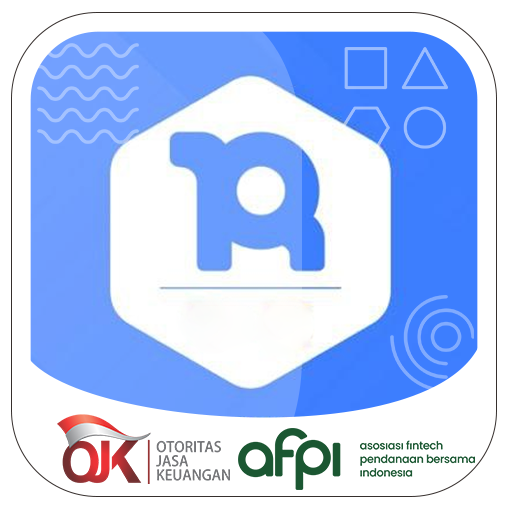 OJK
OTORITAS
JASA
KEUANGAN
afpi
asosiasi fintech
pendanaan bersama
indonesia